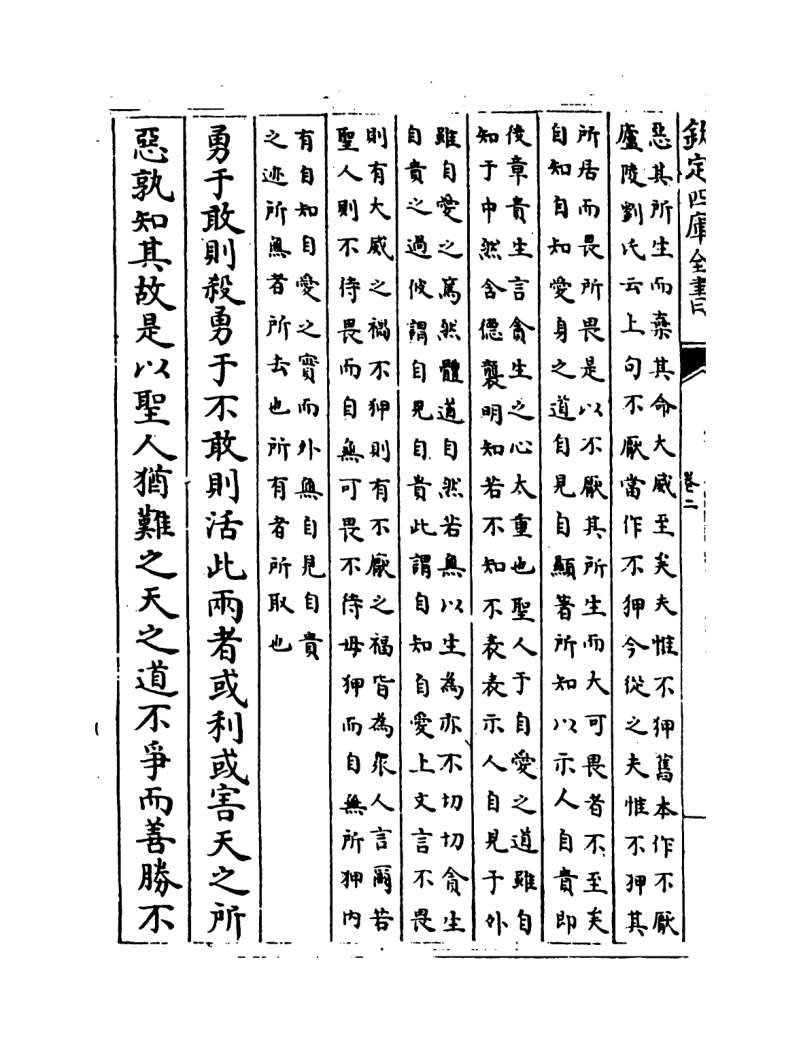 欽定四庫全書
卷二
惡其所生而棄其命大威至矣夫惟不狎舊本作不厭
廬陵劉氏云上句不厭當作不狎今從之夫惟不狎其
所居而畏所畏是以不厭其所生而大可畏者不至矣
自知自知愛身之道自見自顯著所知以示人自貴即
後章貴生言貪生之心太重也聖人于自愛之道雖自
知于中然含德襲明知若不知不表表示人自見于外
雖自愛之篤然體道自然若無以生為亦不切切貪生
自貴之過彼謂自見自貴此謂自知自愛上文言不畏
則有大威之禍不狎則有不厭之福皆為衆人言爾若
聖人則不待畏而自無可畏不待毋狎而自無所狎内
有自知自愛之實而外無自見自貴
之迹所無者所去也所有者所取也
勇于敢則殺勇于不敢則活此兩者或利或害天之所
惡孰知其故是以聖人猶難之天之道不爭而善勝不